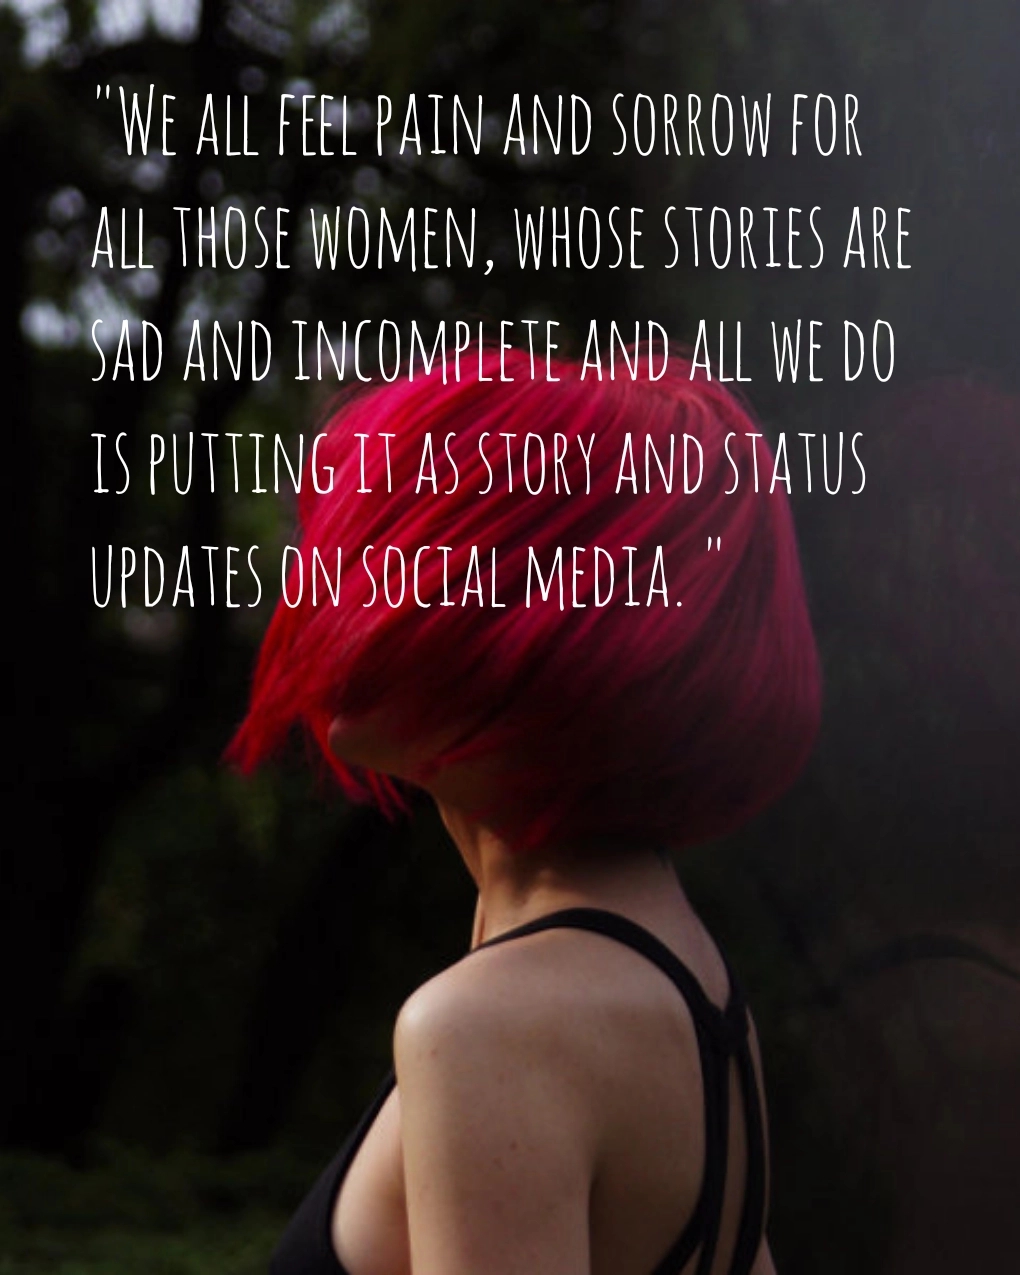 "We all feel pain and sorrow for
all those women, whose stories are
sad and incomplete and all we do
is putting it as story and status
updates on social media. "